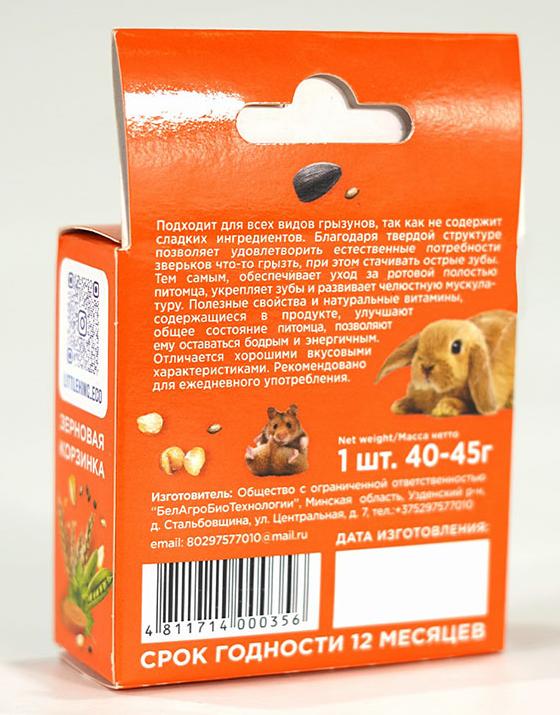 Подходит для всех видов грызунов, так как не содержит
сладких ингредиентов. Благодаря твердой структуре
позволяет удовлетворить естественные потребности
зверьков что-то грызть, при этом стачивать острые зубы.
Тем самым, обеспечивает уход за ротовой полостью
питомца, укрепляет зубы и развивает челюстную мускула-
туру. Полезные свойства и натуральные витамины,
содержащиеся в продукте, улучшают
общее состояние питомца, позволяют
ему оставаться бодрым и энергичным.
Отличается хорошими вкусовыми
характеристиками. Рекомендовано
для ежедневного употребления.
LITTLEKING_ECO
ЗЕРНОВАЯ
КОРЗИНКА
Net weight/Масса нетто
1 шт. 40-45г
Изготовитель: Общество с ограниченной ответственностью
"БелАгроБиоТехнологии", Минская область, Узденский р-н,
д. Стальбовщина, ул. Центральная, д. 7, тел.:+375297577010
email: 80297577010@mail.ru
ДАТА ИЗГОТОВЛЕНИЯ:
4 811714 000356
СРОК ГОДНОСТИ 12 МЕСЯЦЕВ